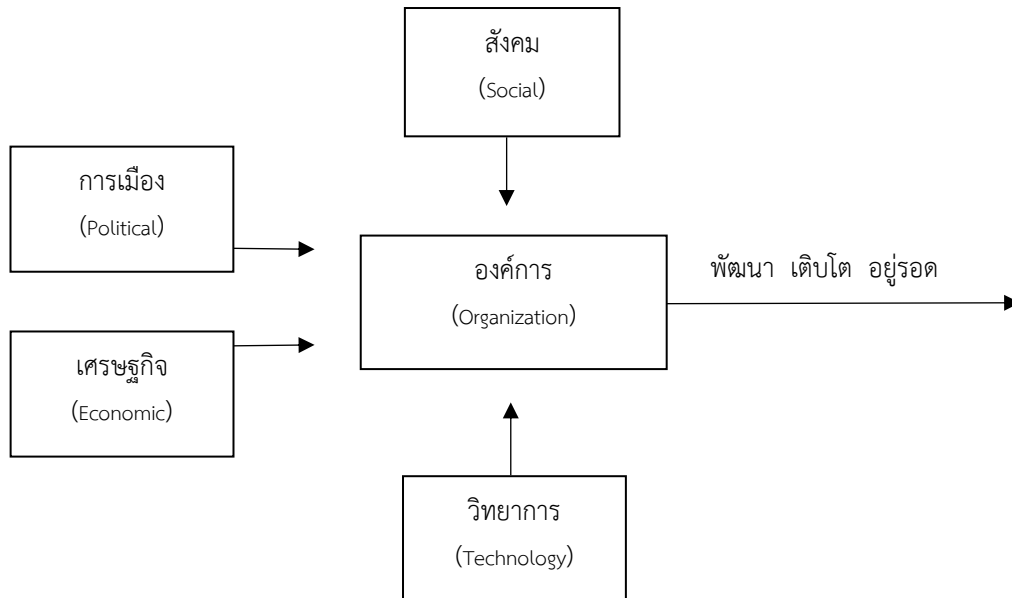 สังคม
(Social)
การเมือง
(Political)
องค์การ
(Organization)
พัฒนา เติบโต อยู่รอด
เศรษฐกิจ
(Economic)
วิทยาการ
(Technology)